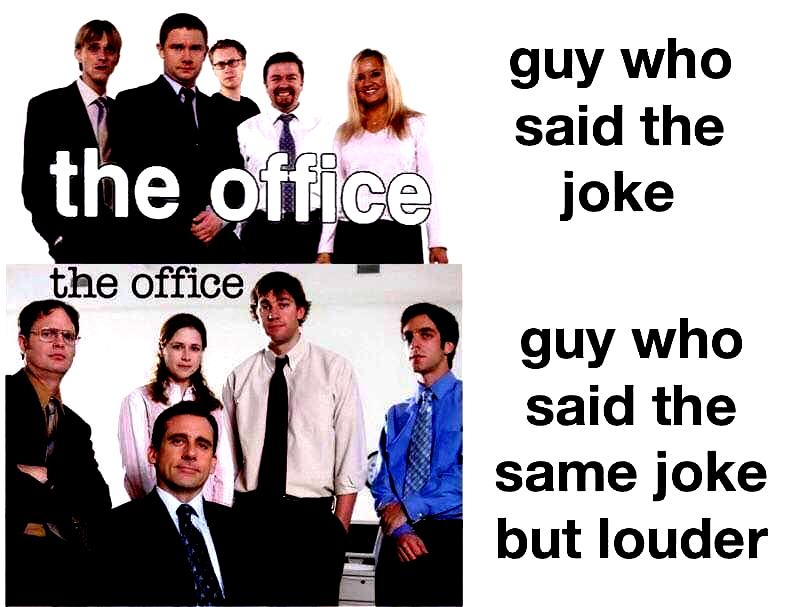 the office
guy who
said the
joke
the office
guy who
said the
same joke
but louder